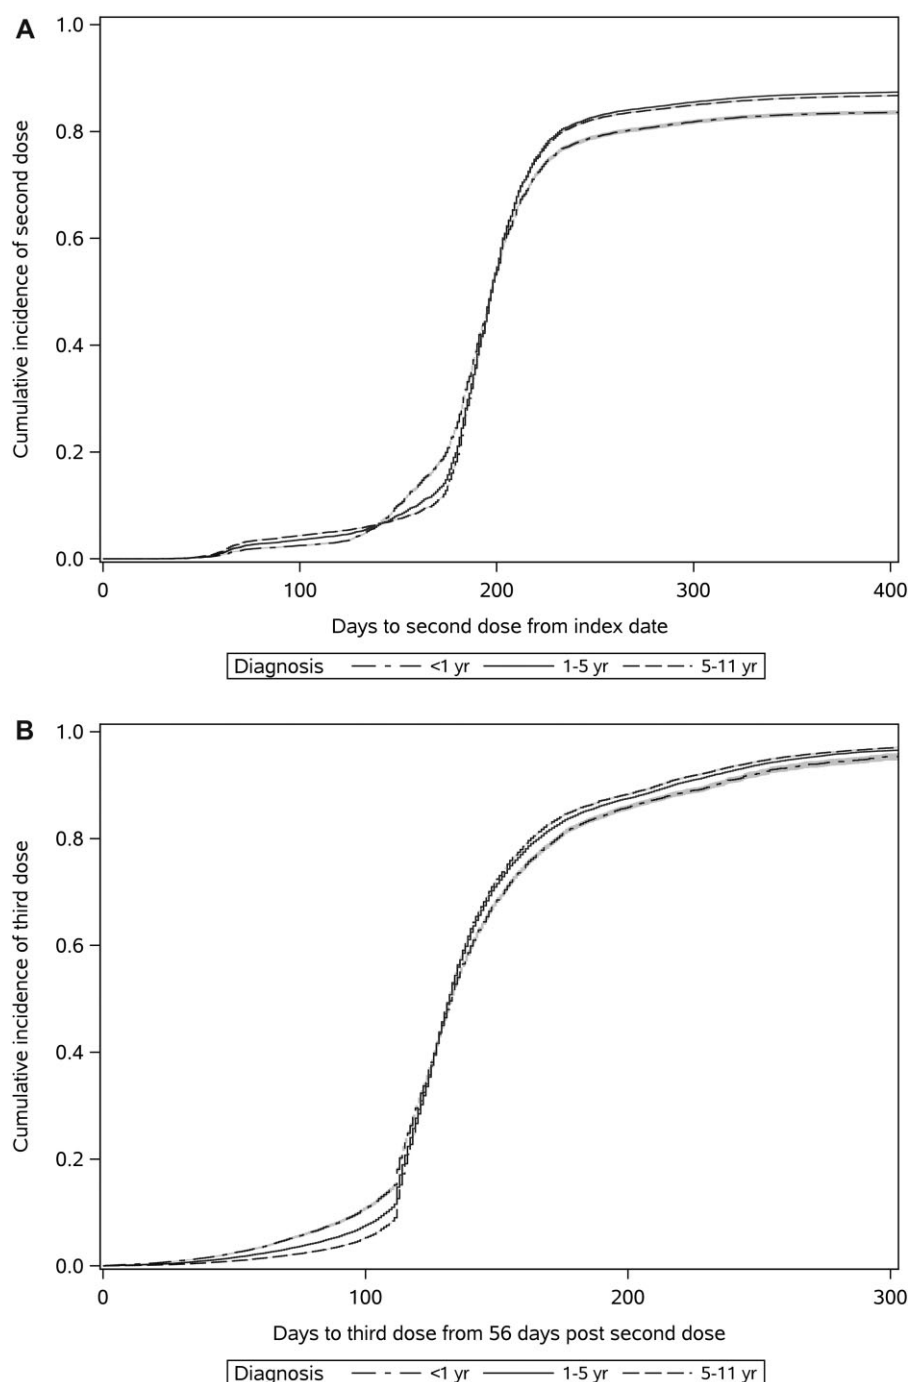 A
1.0
0.8
0.6
0.4
0.2
0.0
Cumulative incidence of second dose
0 100 200 300 400
Days to second dose from index date
Diagnosis <1 yr 1-5 yr 5-11 yr
B
1.0
0.8
0.6
0.4
0.2
0.0
Cumulative incidence of third dose
0 100 200 300
Days to third dose from 56 days post second dose
Diagnosis <1 yr 1-5 yr 5-11 yr